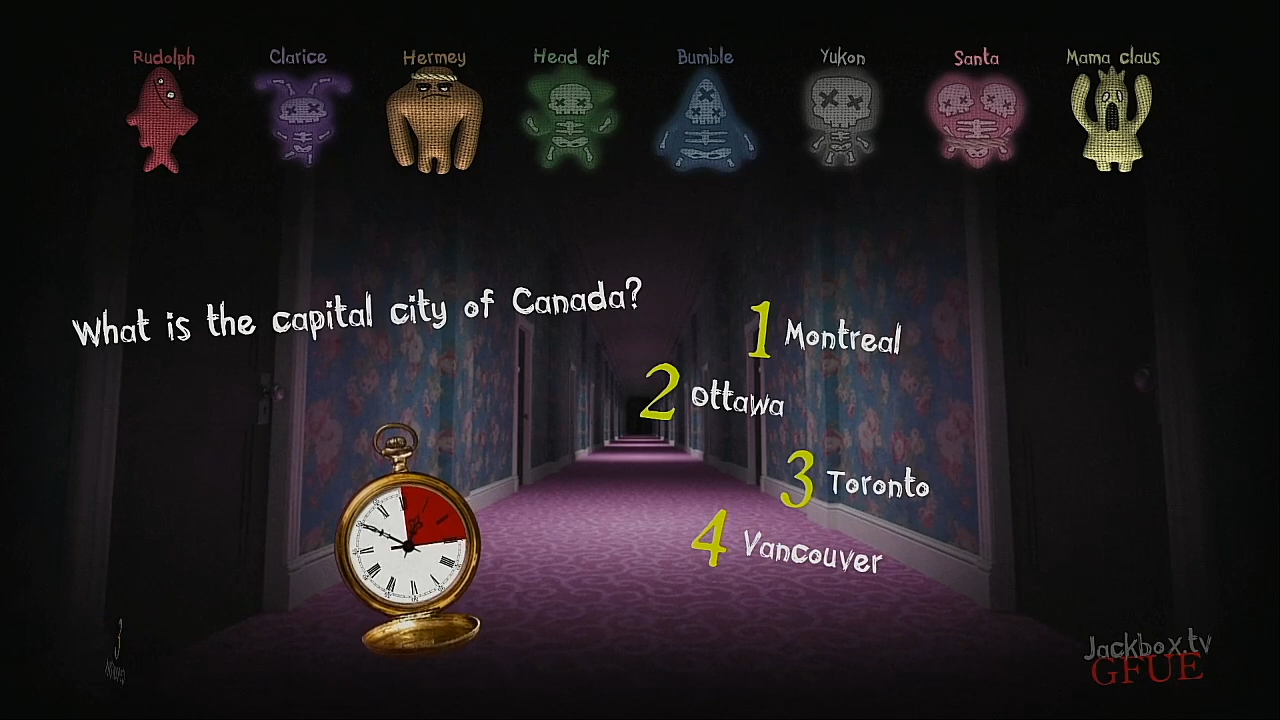 Rudolph
Clarice
Hermey
Head elf
Bumble
Yukon
Santa
Mama claus
What is the capital city of Canada?
1 Montreal
2 Ottawa
3 Toronto
4 Vancouver
3
Jackbox.tv
GFUE